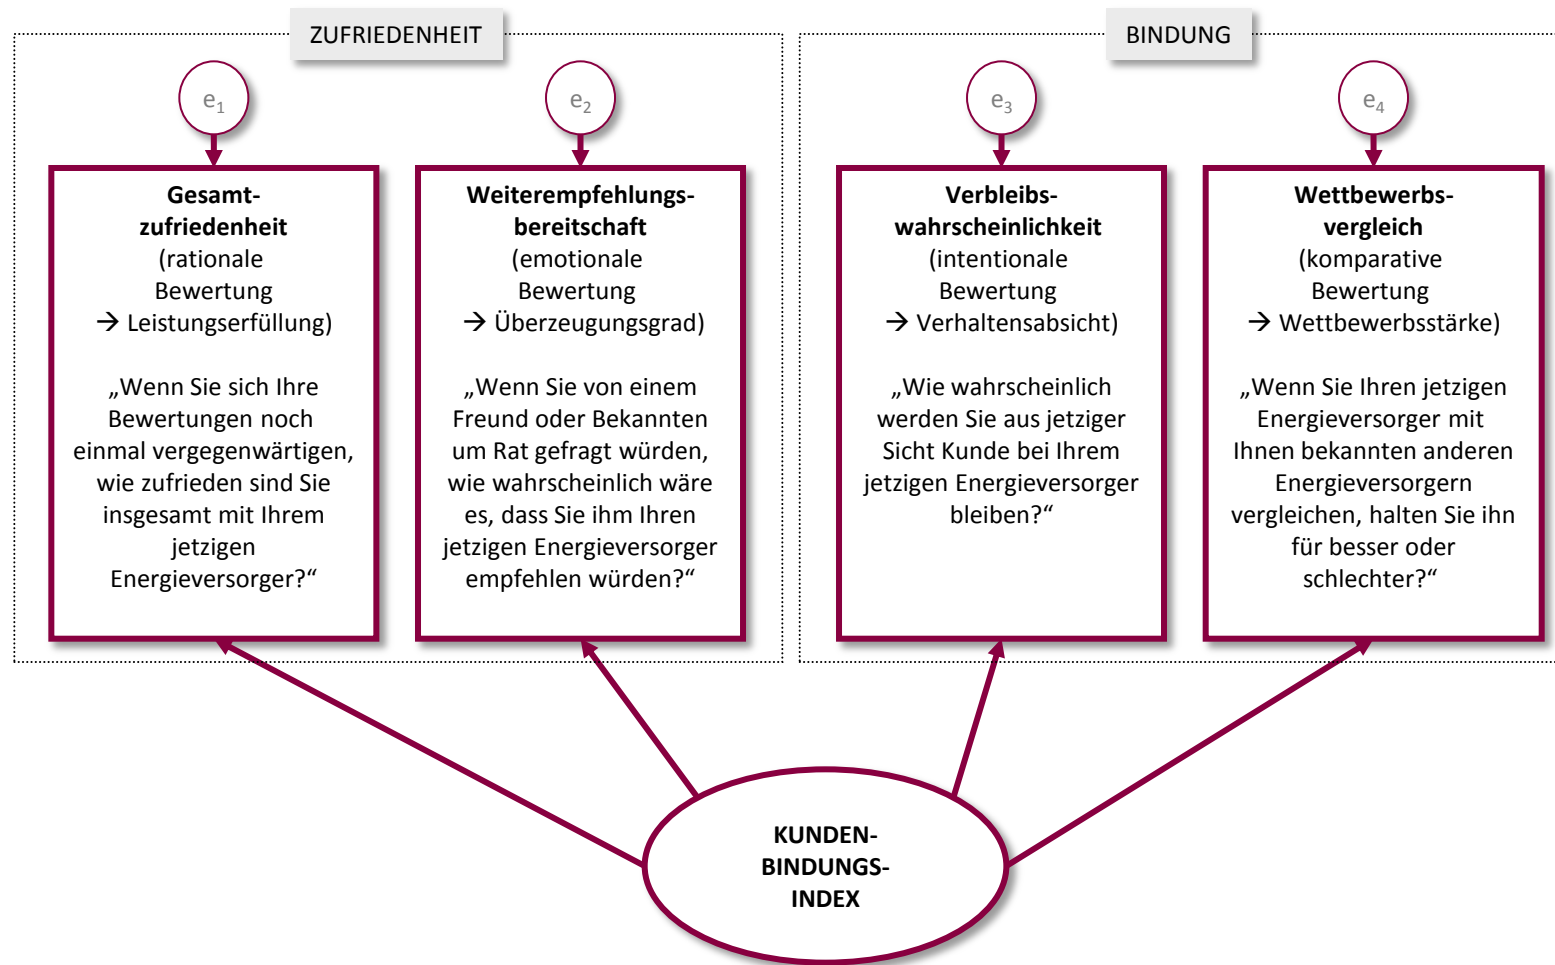 ZUFRIEDENHEIT
e1
e2
Gesamt-
zufriedenheit
(rationale
Bewertung
→ Leistungserfüllung)
„Wenn Sie sich Ihre
Bewertungen noch
einmal vergegenwärtigen,
wie zufrieden sind Sie
insgesamt mit Ihrem
jetzigen
Energieversorger?“
Weiterempfehlungs-
bereitschaft
(emotionale
Bewertung
→ Überzeugungsgrad)
„Wenn Sie von einem
Freund oder Bekannten
um Rat gefragt würden,
wie wahrscheinlich wäre
es, dass Sie ihm Ihren
jetzigen Energieversorger
empfehlen würden?“
BINDUNG
e3
e4
Verbleibs-
wahrscheinlichkeit
(intentionale
Bewertung
→ Verhaltensabsicht)
„Wie wahrscheinlich
werden Sie aus jetziger
Sicht Kunde bei Ihrem
jetzigen Energieversorger
bleiben?“
Wettbewerbs-
vergleich
(komparative
Bewertung
→ Wettbewerbsstärke)
„Wenn Sie Ihren jetzigen
Energieversorger mit
Ihnen bekannten anderen
Energieversorgern
vergleichen, halten Sie ihn
für besser oder
schlechter?“
KUNDEN-
BINDUNGS-
INDEX